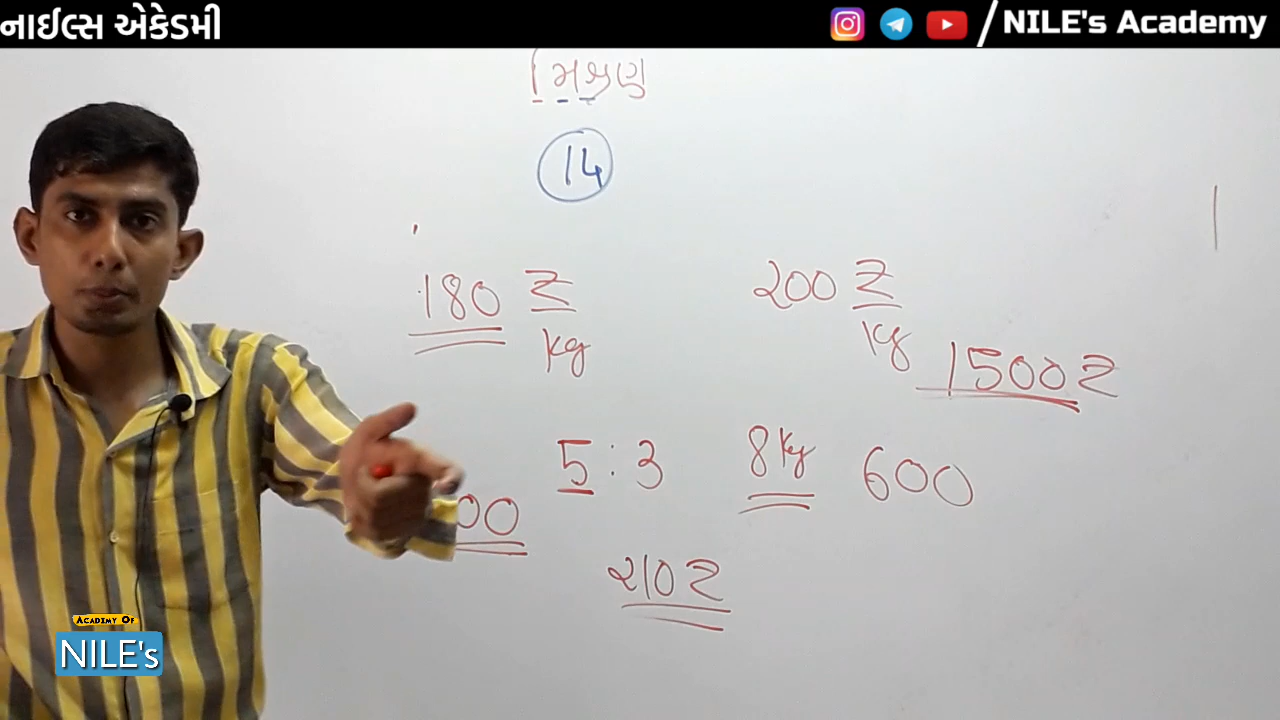 નાઈલ્સ એકેડમી
/ NILE's Academy
મિશ્રણ
14
180 ₹
kg
200 ₹
kg
1500 ₹
5 : 3
8 kg
600
00
210 ₹
ACADEMY OF
NILE's